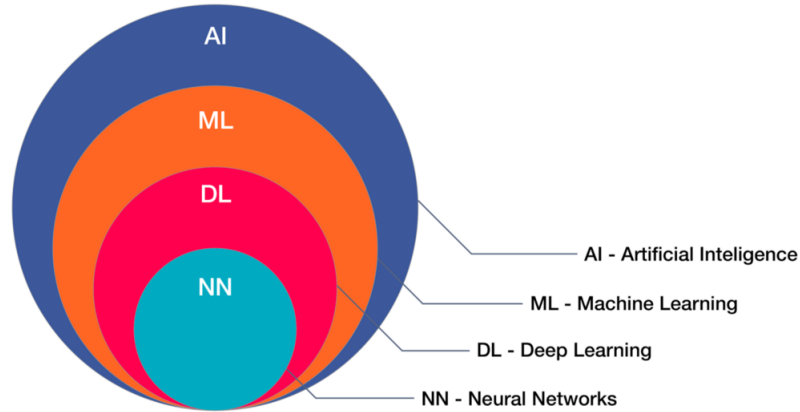 AI
ML
DL
NN
AI - Artificial Inteligence
ML - Machine Learning
DL - Deep Learning
NN - Neural Networks